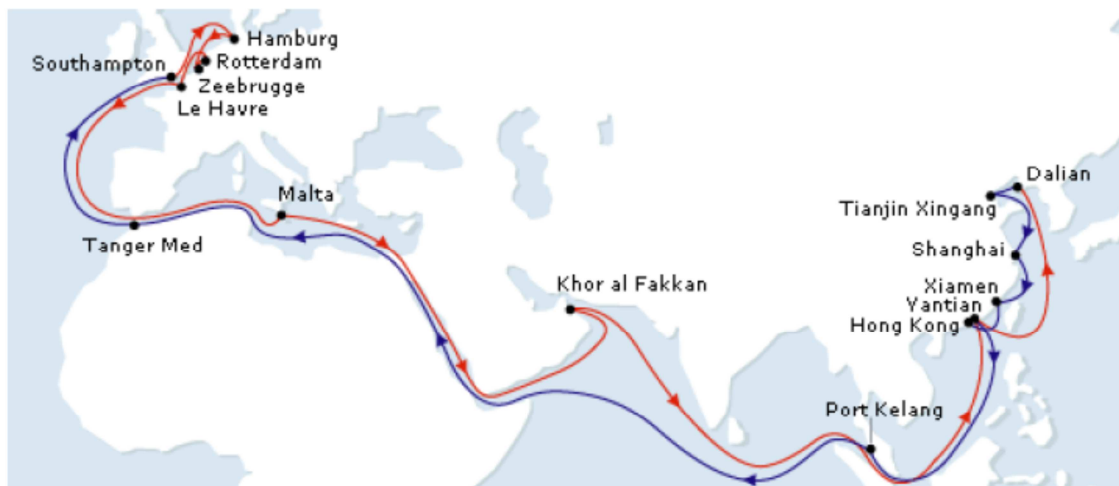 Hamburg
Rotterdam
Southampton
Zeebrugge
Le Havre
Malta
Tanger Med
Dalian
Tianjin Xingang
Shanghai
Khor al Fakkan
Xiamen
Yantian
Hong Kong
Port Kelang